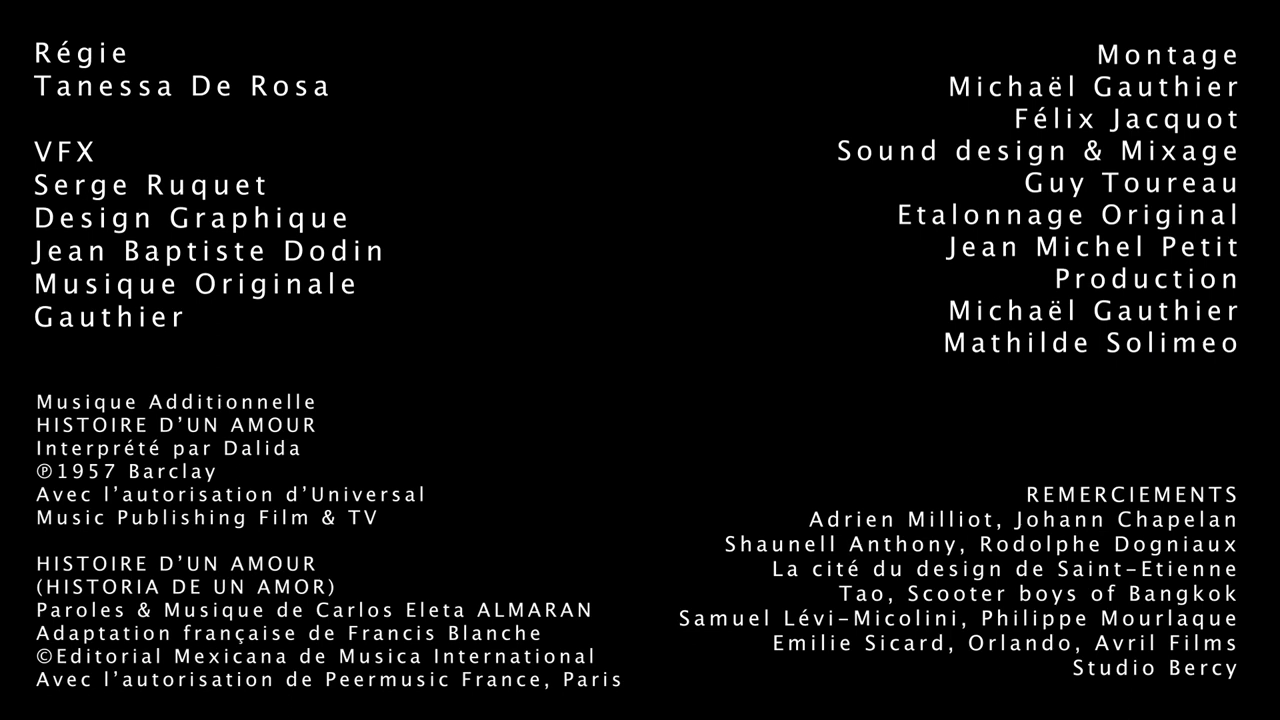 Régie
Tanessa De Rosa
VFX
Serge Ruquet
Design Graphique
Jean Baptiste Dodin
Musique Originale
Gauthier
Musique Additionnelle
HISTOIRE D’UN AMOUR
Interprété par Dalida
℗1957 Barclay
Avec l’autorisation d’Universal
Music Publishing Film & TV
HISTOIRE D’UN AMOUR
(HISTORIA DE UN AMOR)
Paroles & Musique de Carlos Eleta ALMARAN
Adaptation française de Francis Blanche
©Editorial Mexicana de Musica International
Avec l’autorisation de Peermusic France, Paris
Montage
Michaël Gauthier
Félix Jacquot
Sound design & Mixage
Guy Toureau
Etalonnage Original
Jean Michel Petit
Production
Michaël Gauthier
Mathilde Solimeo
REMERCIEMENTS
Adrien Milliot, Johann Chapelan
Shaunell Anthony, Rodolphe Dogniaux
La cité du design de Saint-Etienne
Tao, Scooter boys of Bangkok
Samuel Lévi-Micolini, Philippe Mourlaque
Emilie Sicard, Orlando, Avril Films
Studio Bercy